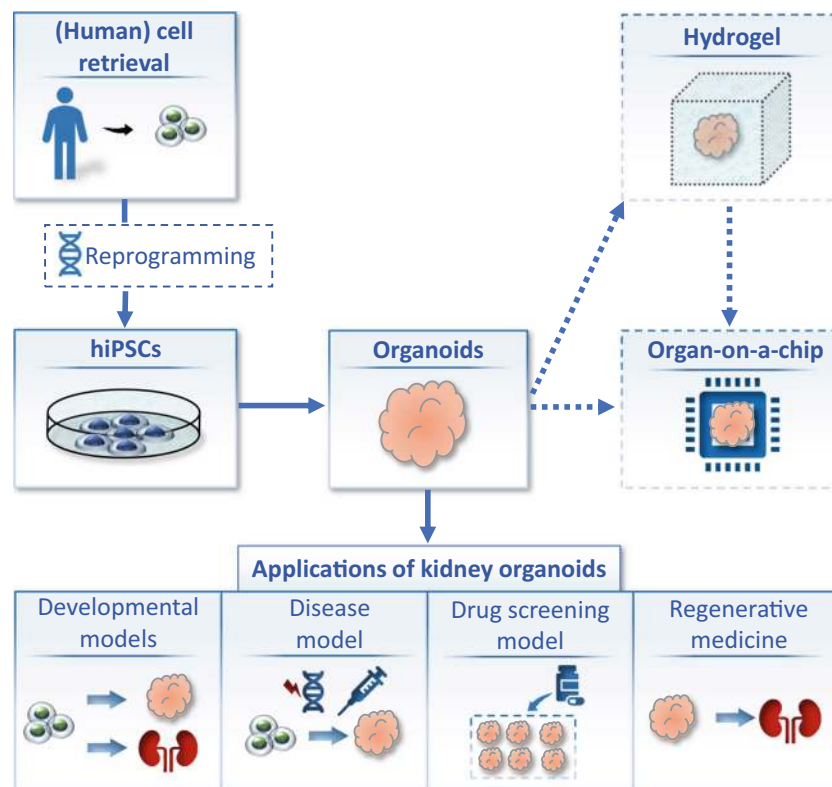 (Human) cell
retrieval
Hydrogel
Reprogramming
hiPSCs
Organoids
Organ-on-a-chip
Applications of kidney organoids
Developmental
models
Disease
model
Drug screening
model
Regenerative
medicine